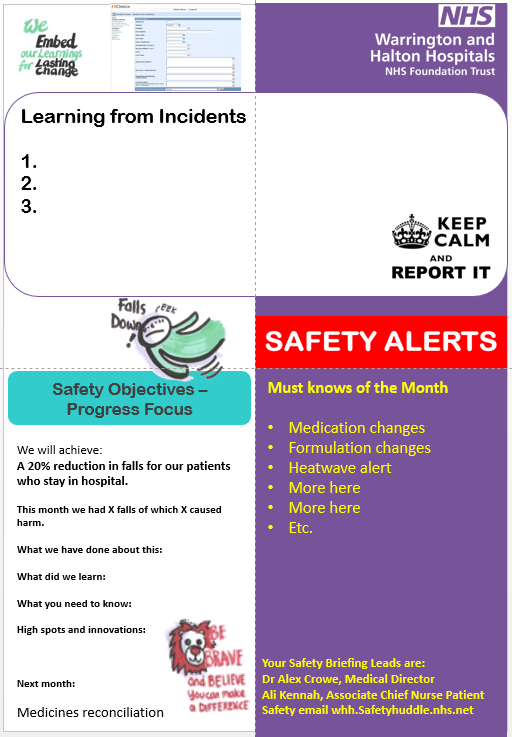 We
Embed
our Learnings
for Lasting
Change
NHS
Warrington and
Halton Hospitals
NHS Foundation Trust
Learning from Incidents
1.
2.
3.
KEEP
CALM
AND
REPORT IT
Falls
Down
EEK
!
SAFETY ALERTS
Safety Objectives –
Progress Focus
We will achieve:
A 20% reduction in falls for our patients
who stay in hospital.
This month we had X falls of which X caused
harm.
What we have done about this:
What did we learn:
What you need to know:
High spots and innovations:
BE
BRAVE
and BELIEVE
You can make
a DIFFERENCE
Next month:
Medicines reconciliation
Must knows of the Month
• Medication changes
• Formulation changes
• Heatwave alert
• More here
• More here
• Etc.
Your Safety Briefing Leads are:
Dr Alex Crowe, Medical Director
Ali Kennah, Associate Chief Nurse Patient
Safety email whh.Safetyhuddle.nhs.net